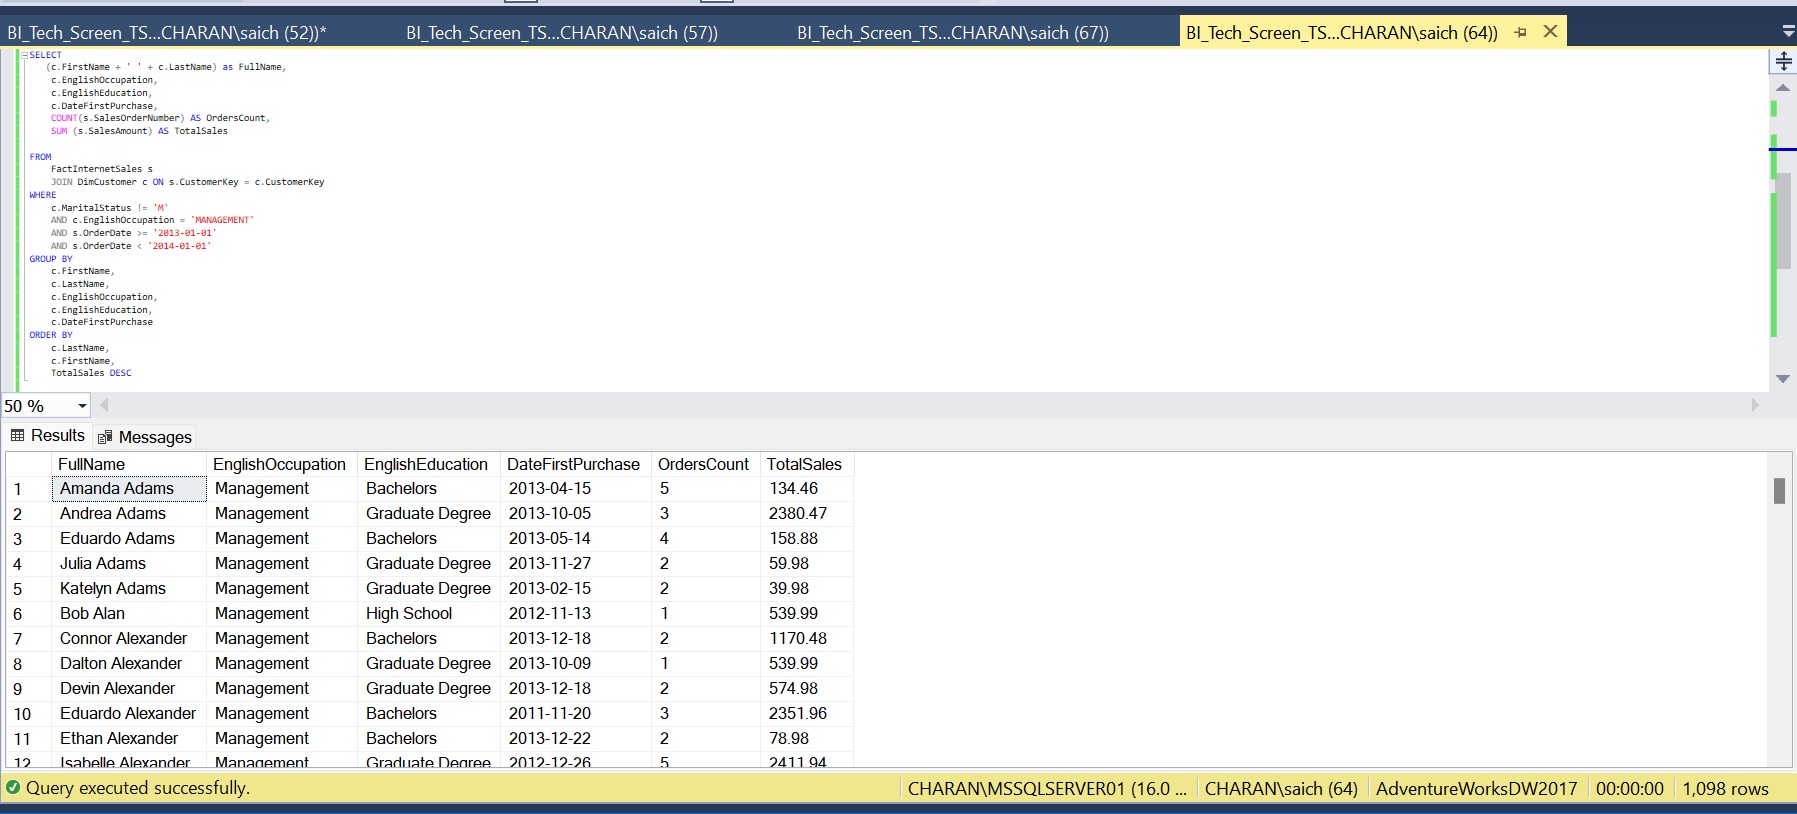 BI_Tech_Screen_TS...CHARAN\saich (52))* BI_Tech_Screen_TS...CHARAN\saich (57)) BI_Tech_Screen_TS...CHARAN\saich (67)) BI_Tech_Screen_TS...CHARAN\saich (64))
SELECT
(c.FirstName + ' ' + c.LastName) as FullName,
c.EnglishOccupation,
c.EnglishEducation,
c.DateFirstPurchase,
COUNT(s.SalesOrderNumber) AS OrdersCount,
SUM (s.SalesAmount) AS TotalSales
FROM
FactInternetSales s
JOIN DimCustomer c ON s.CustomerKey = c.CustomerKey
WHERE
c.MaritalStatus != 'M'
AND c.EnglishOccupation = 'MANAGEMENT'
AND s.OrderDate >= '2013-01-01'
AND s.OrderDate < '2014-01-01'
GROUP BY
c.FirstName,
c.LastName,
c.EnglishOccupation,
c.EnglishEducation,
c.DateFirstPurchase
ORDER BY
c.LastName,
c.FirstName,
TotalSales DESC
50 %
Results Messages
FullName EnglishOccupation EnglishEducation DateFirstPurchase OrdersCount TotalSales
1 Amanda Adams Management Bachelors 2013-04-15 5 134.46
2 Andrea Adams Management Graduate Degree 2013-10-05 3 2380.47
3 Eduardo Adams Management Bachelors 2013-05-14 4 158.88
4 Julia Adams Management Graduate Degree 2013-11-27 2 59.98
5 Katelyn Adams Management Graduate Degree 2013-02-15 2 39.98
6 Bob Alan Management High School 2012-11-13 1 539.99
7 Connor Alexander Management Bachelors 2013-12-18 2 1170.48
8 Dalton Alexander Management Graduate Degree 2013-10-09 1 539.99
9 Devin Alexander Management Graduate Degree 2013-12-18 2 574.98
10 Eduardo Alexander Management Bachelors 2011-11-20 3 2351.96
11 Ethan Alexander Management Bachelors 2013-12-22 2 78.98
12 Isabelle Alexander Management Graduate Degree 2012-12-26 5 2411.94
Query executed successfully. CHARAN\MSSQLSERVER01 (16.0 ... CHARAN\saich (64) AdventureWorksDW2017 00:00:00 1,098 rows